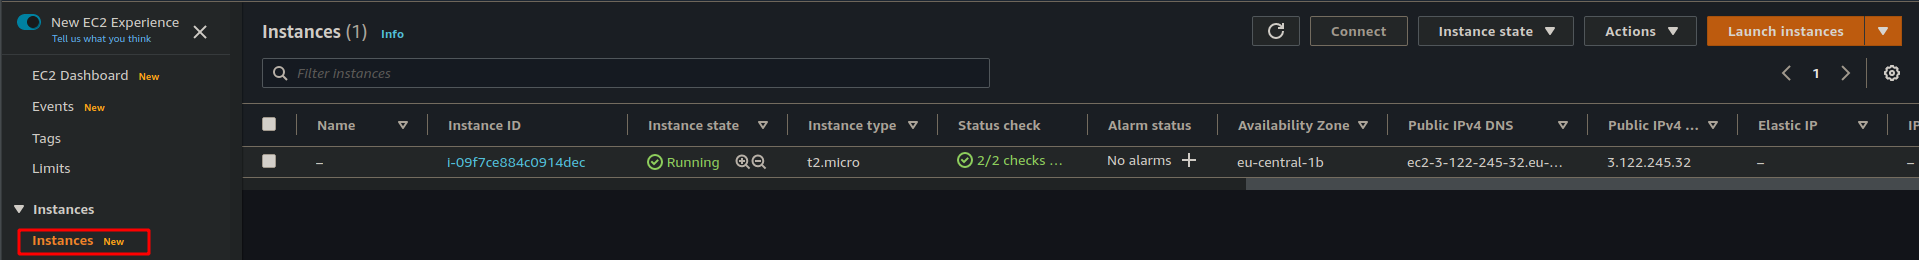 New EC2 Experience
Tell us what you think
EC2 Dashboard New
Events New
Tags
Limits
Instances
Instances New
Instances (1) Info
Connect
Instance state
Actions
Launch instances
Filter instances
1
Name Instance ID Instance state Instance type Status check Alarm status Availability Zone Public IPv4 DNS Public IPv4 ... Elastic IP IP
– i-09f7ce884c0914dec Running t2.micro 2/2 checks ... No alarms + eu-central-1b ec2-3-122-245-32.eu-... 3.122.245.32 – –